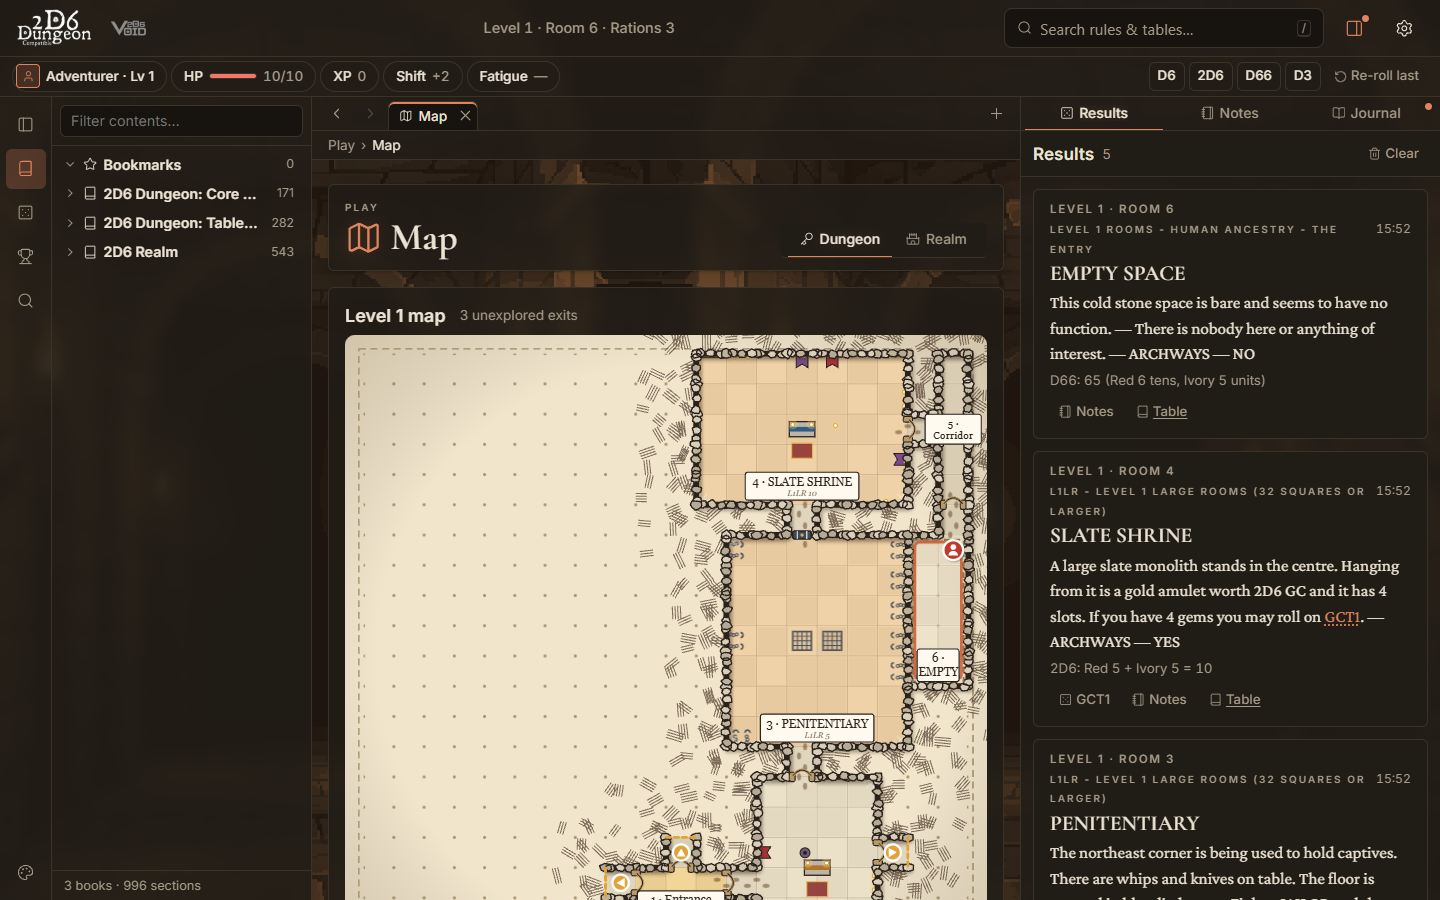 2D6
Dungeon
Compatible
2D6
VOID
Level 1 · Room 6 · Rations 3
Search rules & tables...
/
Adventurer · Lv 1
HP
10/10
XP 0
Shift +2
Fatigue —
D6
2D6
D66
D3
Re-roll last
Filter contents...
Bookmarks
0
2D6 Dungeon: Core ...
171
2D6 Dungeon: Table...
282
2D6 Realm
543
3 books · 996 sections
Map
Play › Map
PLAY
Map
Dungeon
Realm
Level 1 map
3 unexplored exits
5 ·
Corridor
4 · SLATE SHRINE
L1LR 10
6 ·
EMPTY
3 · PENITENTIARY
L1LR 5
1 · Entrance
Results
Notes
Journal
Results 5
Clear
LEVEL 1 · ROOM 6
LEVEL 1 ROOMS - HUMAN ANCESTRY - THE
ENTRY
15:52
EMPTY SPACE
This cold stone space is bare and seems to have no
function. — There is nobody here or anything of
interest. — ARCHWAYS — NO
D66: 65 (Red 6 tens, Ivory 5 units)
Notes
Table
LEVEL 1 · ROOM 4
L1LR - LEVEL 1 LARGE ROOMS (32 SQUARES OR
LARGER)
15:52
SLATE SHRINE
A large slate monolith stands in the centre. Hanging
from it is a gold amulet worth 2D6 GC and it has 4
slots. If you have 4 gems you may roll on GCT1. —
ARCHWAYS — YES
2D6: Red 5 + Ivory 5 = 10
GCT1
Notes
Table
LEVEL 1 · ROOM 3
L1LR - LEVEL 1 LARGE ROOMS (32 SQUARES OR
LARGER)
15:52
PENITENTIARY
The northeast corner is being used to hold captives.
There are whips and knives on table. The floor is